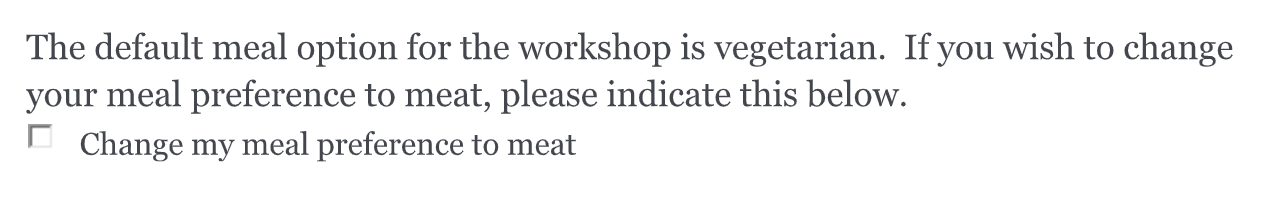 The default meal option for the workshop is vegetarian.  If you wish to change
your meal preference to meat, please indicate this below.
Change my meal preference to meat